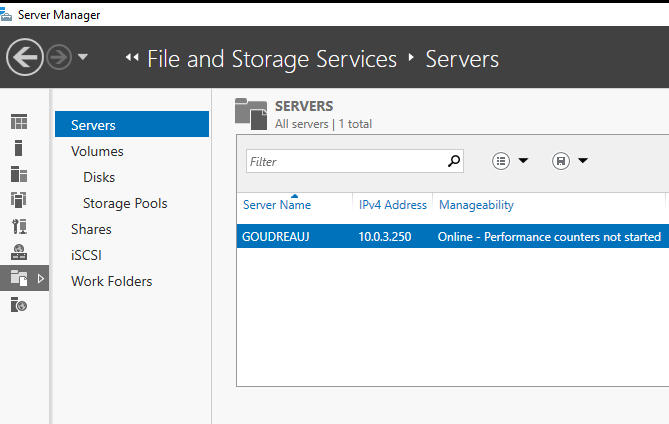 Server Manager
File and Storage Services Servers
Servers
Volumes
Disks
Storage Pools
Shares
iSCSI
Work Folders
SERVERS
All servers | 1 total
Filter
Server Name IPv4 Address Manageability
GOUDREAUJ 10.0.3.250 Online - Performance counters not started